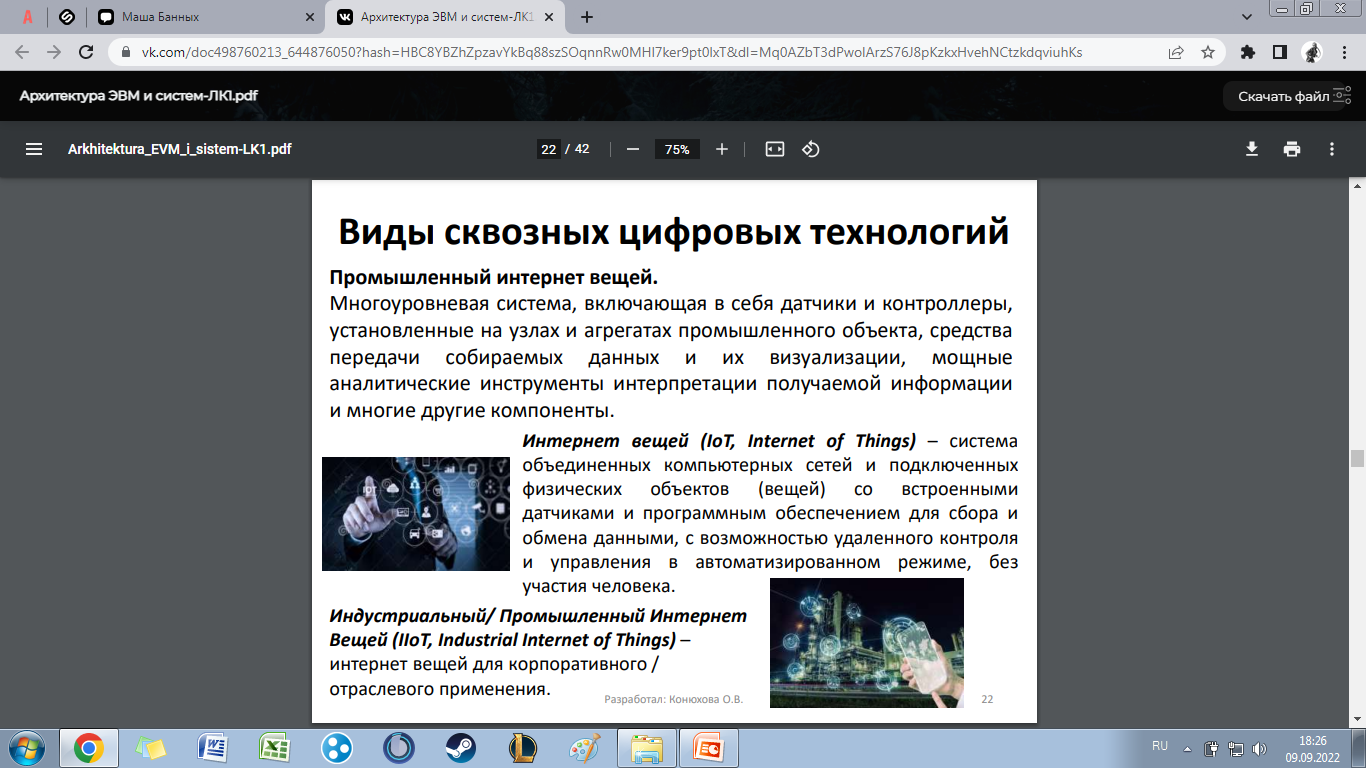 Маша Банных
Архитектура ЭВМ и систем-ЛК1
vk.com/doc498760213_644876050?hash=HBC8YBZhZpzavYkBq88szSOqnnRw0MHI7ker9pt0lxT&dl=Mq0AZbT3dPwolArzS76J8pKzkxHvehNCtzkdqviuhKs
Архитектура ЭВМ и систем-ЛК1.pdf
Скачать файл
Arkhitektura_EVM_i_sistem-LK1.pdf
22 / 42
75%
Виды сквозных цифровых технологий
Промышленный интернет вещей.
Многоуровневая система, включающая в себя датчики и контроллеры,
установленные на узлах и агрегатах промышленного объекта, средства
передачи собираемых данных и их визуализации, мощные
аналитические инструменты интерпретации получаемой информации
и многие другие компоненты.
Интернет вещей (IoT, Internet of Things) – система
объединенных компьютерных сетей и подключенных
физических объектов (вещей) со встроенными
датчиками и программным обеспечением для сбора и
обмена данными, с возможностью удаленного контроля
и управления в автоматизированном режиме, без
участия человека.
IOT
Индустриальный/ Промышленный Интернет
Вещей (IIoT, Industrial Internet of Things) –
интернет вещей для корпоративного /
отраслевого применения.
Разработал: Конюхова О.В.
22
RU
18:26
09.09.2022